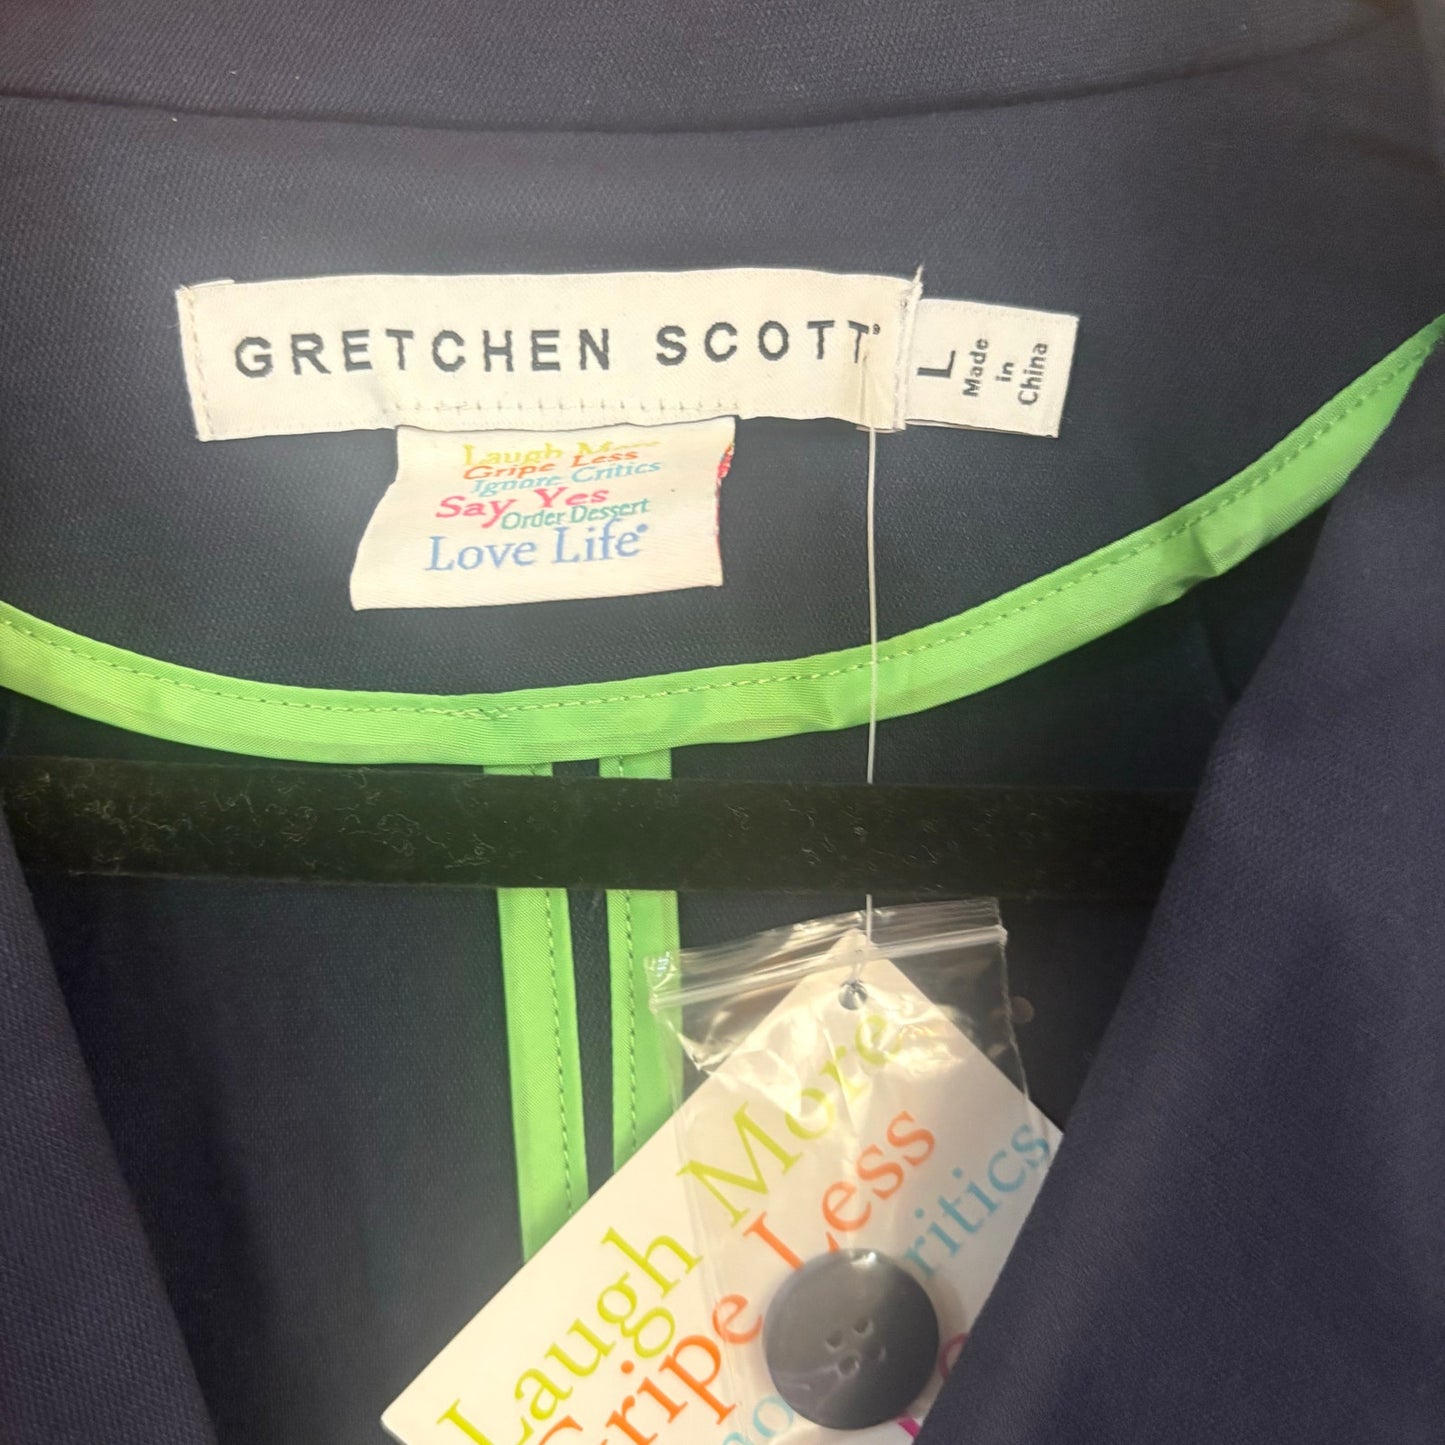 GRETCHEN SCOTT®
L
Made
in
China
Laugh More
Gripe Less
Ignore Critics
Say Yes
Order Dessert
Love Life®
Laugh More
Gripe Less